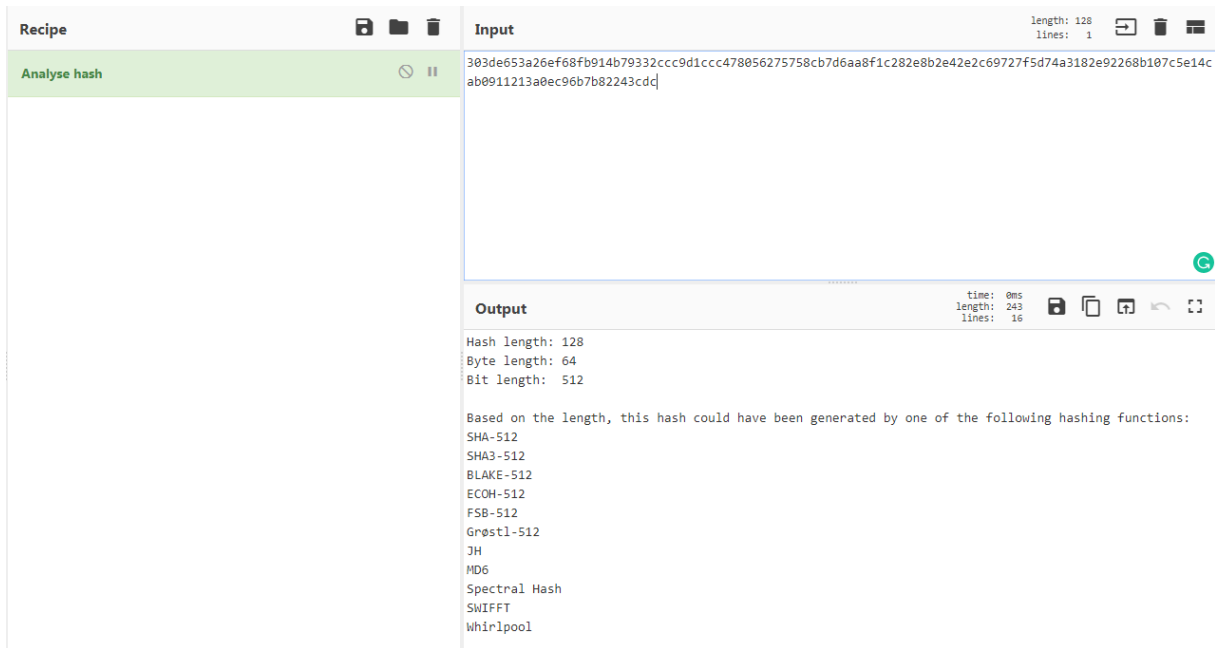 Recipe
Input
length: 128
lines: 1
Analyse hash
303de653a26ef68fb914b79332ccc9d1ccc478056275758cb7d6aa8f1c282e8b2e42e2c69727f5d74a3182e92268b107c5e14c
ab0911213a0ec96b7b82243cdc
Output
time: 0ms
length: 243
lines: 16
Hash length: 128
Byte length: 64
Bit length: 512
Based on the length, this hash could have been generated by one of the following hashing functions:
SHA-512
SHA3-512
BLAKE-512
ECOH-512
FSB-512
Grøstl-512
JH
MD6
Spectral Hash
SWIFFT
Whirlpool